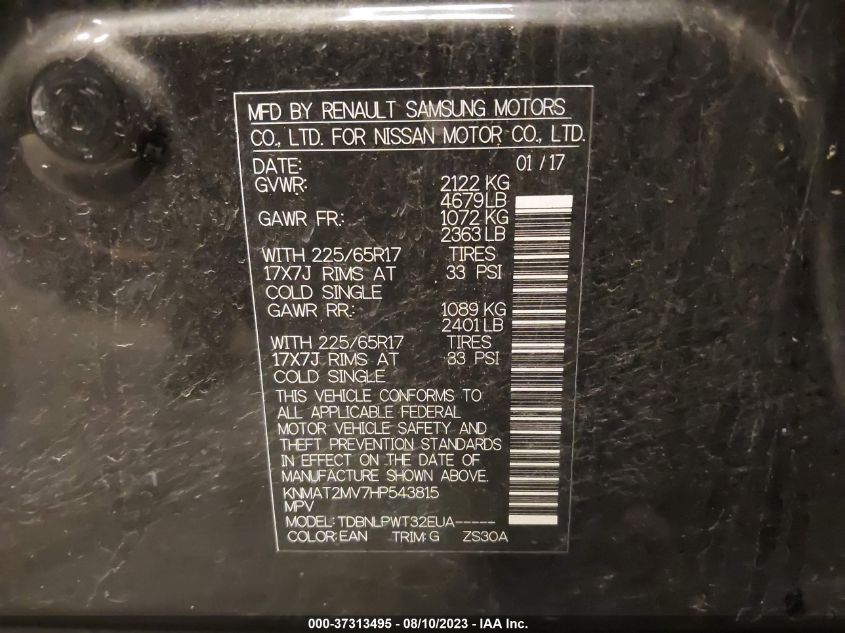 MFD BY RENAULT SAMSUNG MOTORS
CO., LTD. FOR NISSAN MOTOR CO., LTD.
DATE: 01 / 17
GVWR: 2122 KG
4679 LB
GAWR FR.: 1072 KG
2363 LB
WITH 225/65R17 TIRES
17X7J RIMS AT 33 PSI
COLD SINGLE
GAWR RR.: 1089 KG
2401 LB
WITH 225/65R17 TIRES
17X7J RIMS AT 33 PSI
COLD SINGLE
THIS VEHICLE CONFORMS TO
ALL APPLICABLE FEDERAL
MOTOR VEHICLE SAFETY AND
THEFT PREVENTION STANDARDS
IN EFFECT ON THE DATE OF
MANUFACTURE SHOWN ABOVE.
KNMAT2MV7HP543815
MPV
MODEL: TDBNLPWT32EUA-----
COLOR: EAN TRIM: G ZS30A
000-37313495 - 08/10/2023 - IAA Inc.